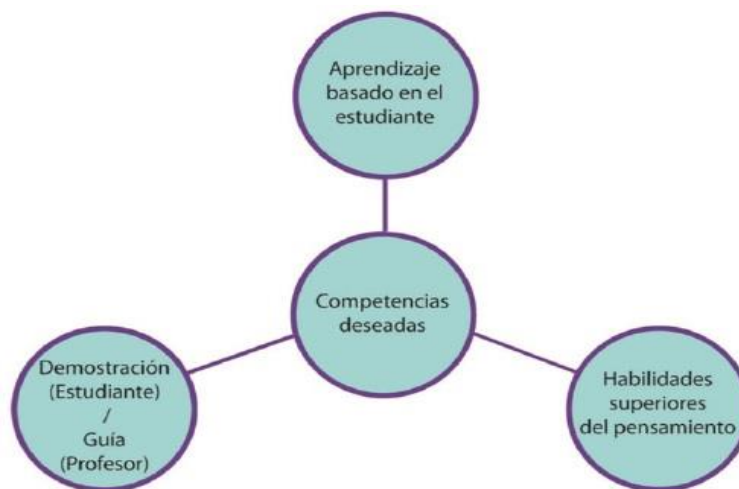 Aprendizaje
basado en el
estudiante
Competencias
deseadas
Demostración
(Estudiante)
/
Guía
(Profesor)
Habilidades
superiores
del pensamiento